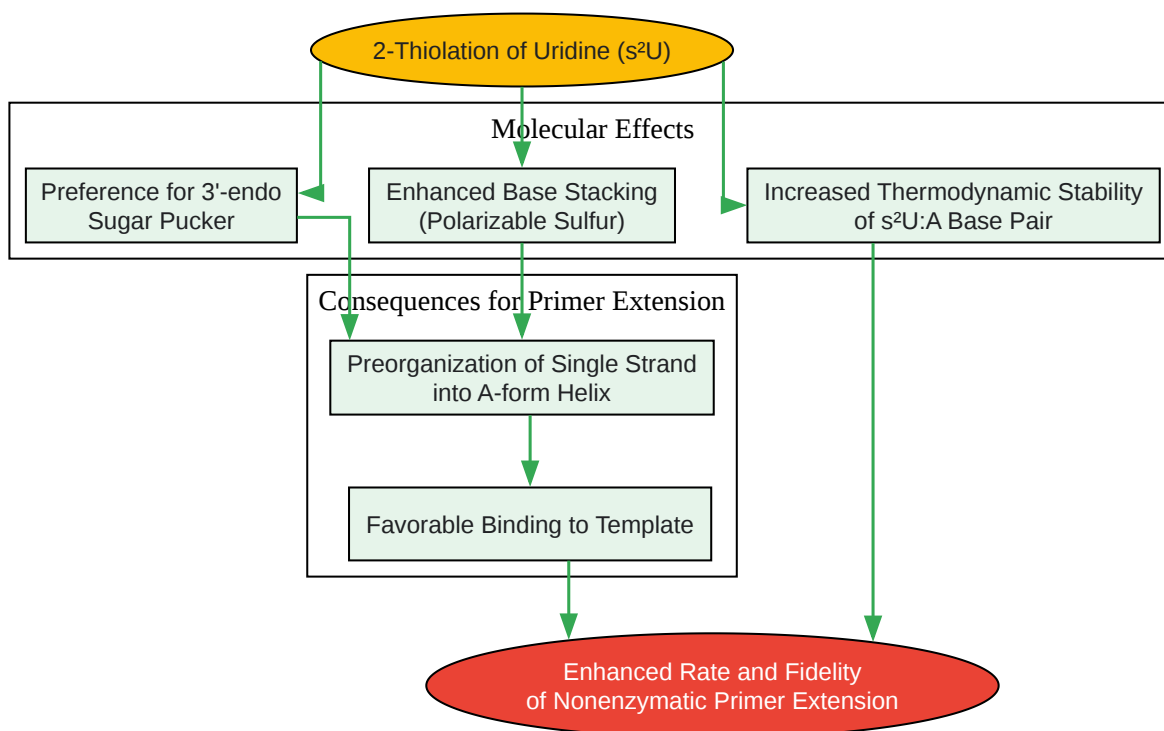 2-Thiolation of Uridine (s²U)
Molecular Effects
Preference for 3'-endo
Sugar Pucker
Enhanced Base Stacking
(Polarizable Sulfur)
Increased Thermodynamic Stability
of s²U:A Base Pair
Consequences for Primer Extension
Preorganization of Single Strand
into A-form Helix
Favorable Binding to Template
Enhanced Rate and Fidelity
of Nonenzymatic Primer Extension